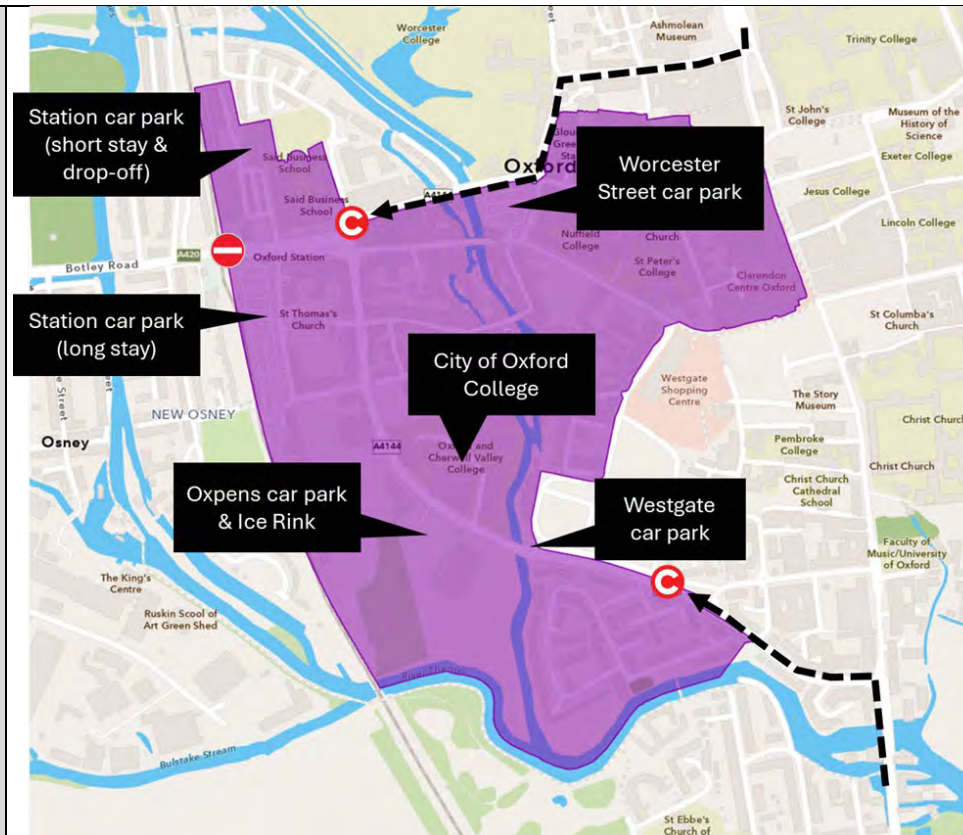 Worcester
College
Ashmolean
Museum
Trinity College
St John's
College
Museum of the
History of
Science
Exeter College
Jesus College
Lincoln College
Station car park
(short stay &
drop-off)
Said Business
School
Oxford
Worcester
Street car park
Said Business
School
C
Nuffield
College
Church
St Peter's
College
Clarendon
Centre Oxford
A420
Botley Road
Oxford Station
Station car park
(long stay)
St Thomas's
Church
St Columba's
Church
City of Oxford
College
Westgate
Shopping
Centre
The Story
Museum
NEW OSNEY
Osney
Street
A4144
Cherwell Valley
College
Pembroke
College
Christ Church
Christ Church
Christ Church
Cathedral
School
Oxpens car park
& Ice Rink
Westgate
car park
Faculty of
Music/University
of Oxford
The King's
Centre
C
Ruskin Scool of
Art Green Shed
Bulstake Stream
St Ebbe's
Church of